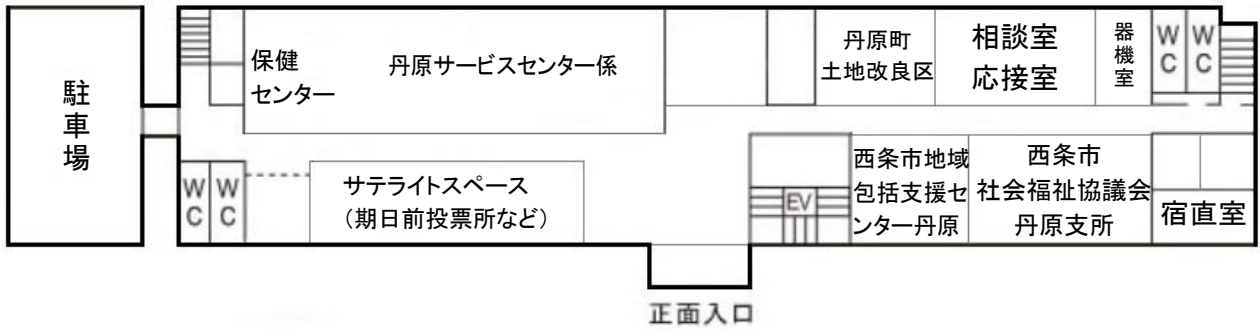 駐車場
保健
センター
丹原サービスセンター係
丹原町
土地改良区
相談室
応接室
器機室
WC
WC
WC
WC
サテライトスペース
（期日前投票所など）
EV
西条市地域
包括支援セ
ンター丹原
西条市
社会福祉協議会
丹原支所
宿直室
正面入口